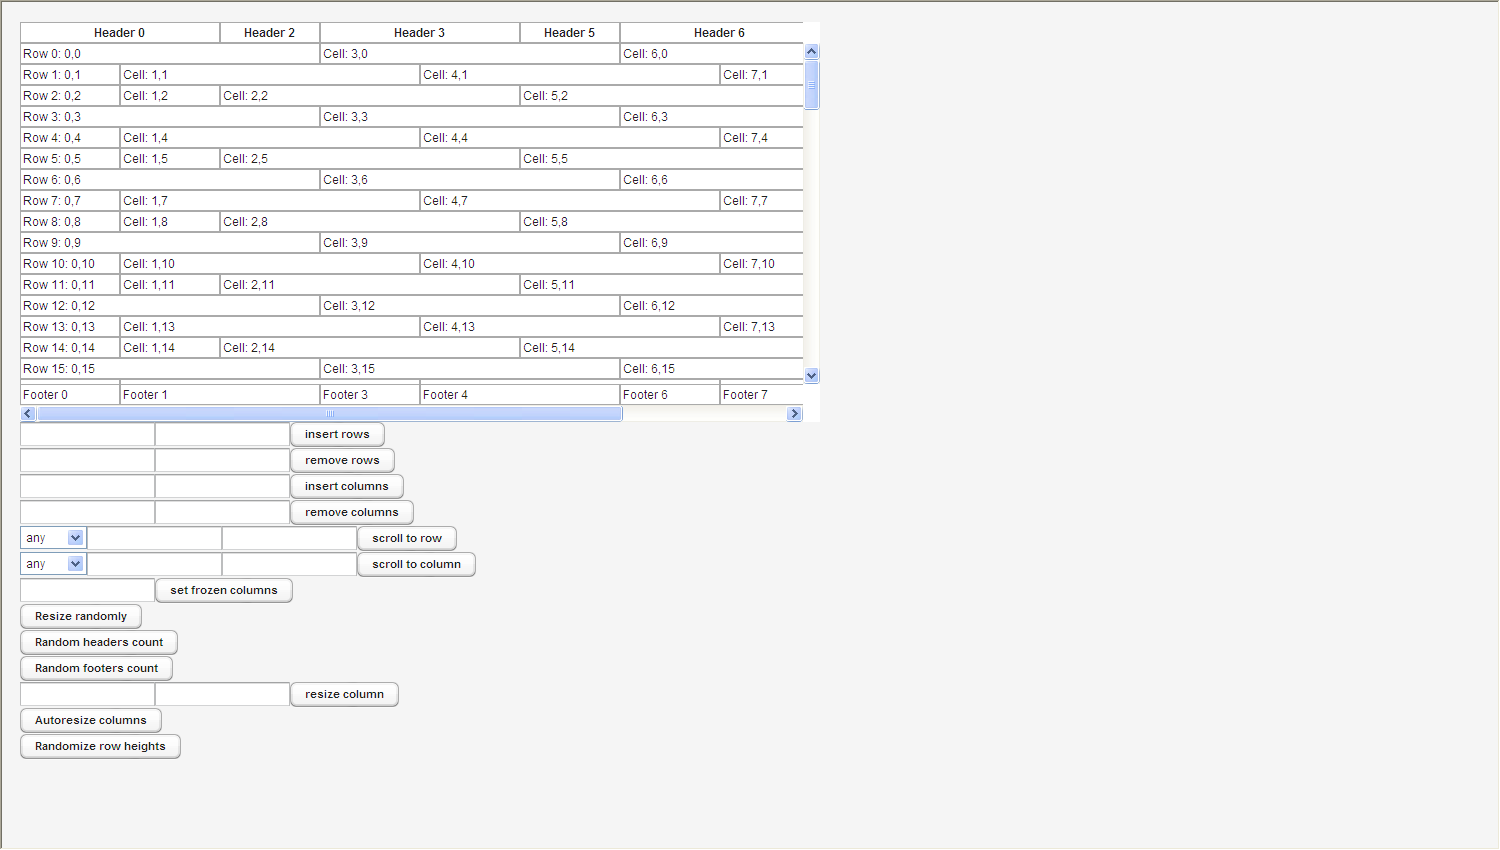 Header 0 Header 2 Header 3 Header 5 Header 6
Row 0: 0,0 Cell: 3,0 Cell: 6,0
Row 1: 0,1 Cell: 1,1 Cell: 4,1 Cell: 7,1
Row 2: 0,2 Cell: 1,2 Cell: 2,2 Cell: 5,2
Row 3: 0,3 Cell: 3,3 Cell: 6,3
Row 4: 0,4 Cell: 1,4 Cell: 4,4 Cell: 7,4
Row 5: 0,5 Cell: 1,5 Cell: 2,5 Cell: 5,5
Row 6: 0,6 Cell: 3,6 Cell: 6,6
Row 7: 0,7 Cell: 1,7 Cell: 4,7 Cell: 7,7
Row 8: 0,8 Cell: 1,8 Cell: 2,8 Cell: 5,8
Row 9: 0,9 Cell: 3,9 Cell: 6,9
Row 10: 0,10 Cell: 1,10 Cell: 4,10 Cell: 7,10
Row 11: 0,11 Cell: 1,11 Cell: 2,11 Cell: 5,11
Row 12: 0,12 Cell: 3,12 Cell: 6,12
Row 13: 0,13 Cell: 1,13 Cell: 4,13 Cell: 7,13
Row 14: 0,14 Cell: 1,14 Cell: 2,14 Cell: 5,14
Row 15: 0,15 Cell: 3,15 Cell: 6,15
Footer 0 Footer 1 Footer 3 Footer 4 Footer 6 Footer 7
insert rows
remove rows
insert columns
remove columns
any scroll to row
any scroll to column
set frozen columns
Resize randomly
Random headers count
Random footers count
resize column
Autoresize columns
Randomize row heights